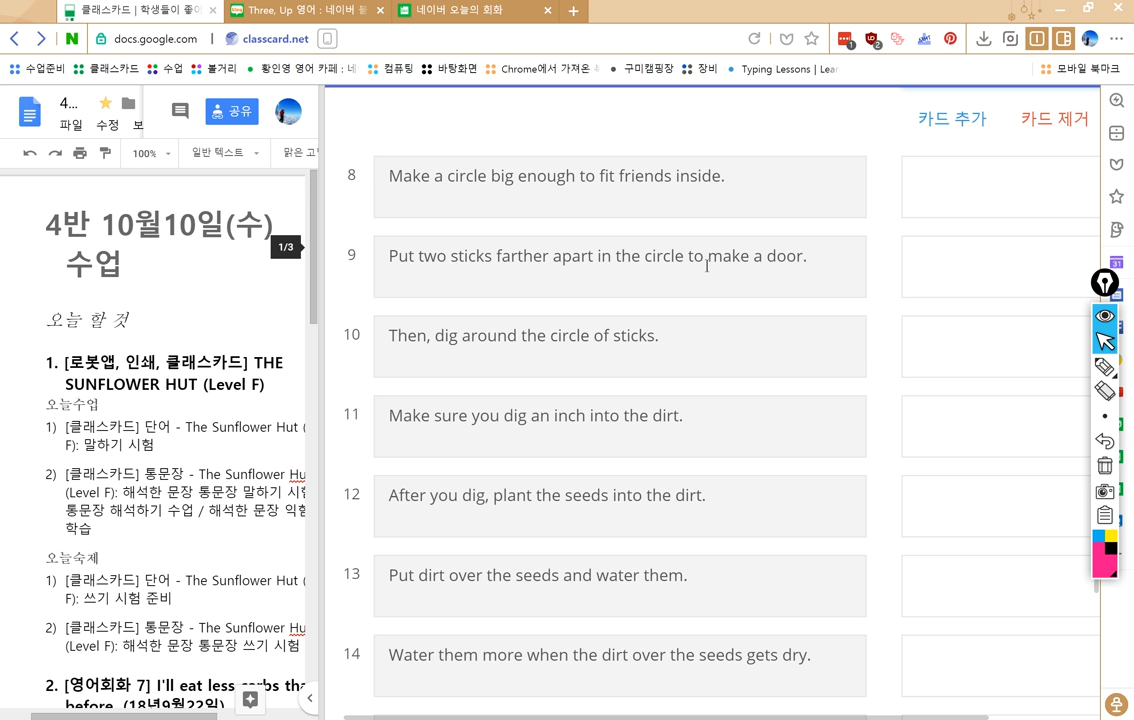 클래스카드 | 학생들이 좋아
Three, Up 영어 : 네이버 블
네이버 오늘의 회화
docs.google.com | classcard.net
수업준비
클래스카드
수업
볼거리
황인영 영어 카페 : 네
컴퓨팅
바탕화면
Chrome에서 가져온
구미캠핑장
장비
Typing Lessons | Lear
모바일 북마크
4...
공유
파일 수정 보
100%
일반 텍스트
맑은 고
4반 10월10일(수)
수업
1/3
오늘 할 것
1. [로봇앱, 인쇄, 클래스카드] THE
SUNFLOWER HUT (Level F)
오늘수업
1) [클래스카드] 단어 - The Sunflower Hut (
F): 말하기 시험
2) [클래스카드] 통문장 - The Sunflower Hu
(Level F): 해석한 문장 통문장 말하기 시험
통문장 해석하기 수업 / 해석한 문장 익힘
학습
오늘숙제
1) [클래스카드] 단어 - The Sunflower Hut (
F): 쓰기 시험 준비
2) [클래스카드] 통문장 - The Sunflower Hu
(Level F): 해석한 문장 통문장 쓰기 시험
2. [영어회화 7] I'll eat less carbs tha
before. (18년9월22일)
카드 추가 카드 제거
8 Make a circle big enough to fit friends inside.
9 Put two sticks farther apart in the circle to make a door.
10 Then, dig around the circle of sticks.
11 Make sure you dig an inch into the dirt.
12 After you dig, plant the seeds into the dirt.
13 Put dirt over the seeds and water them.
14 Water them more when the dirt over the seeds gets dry.